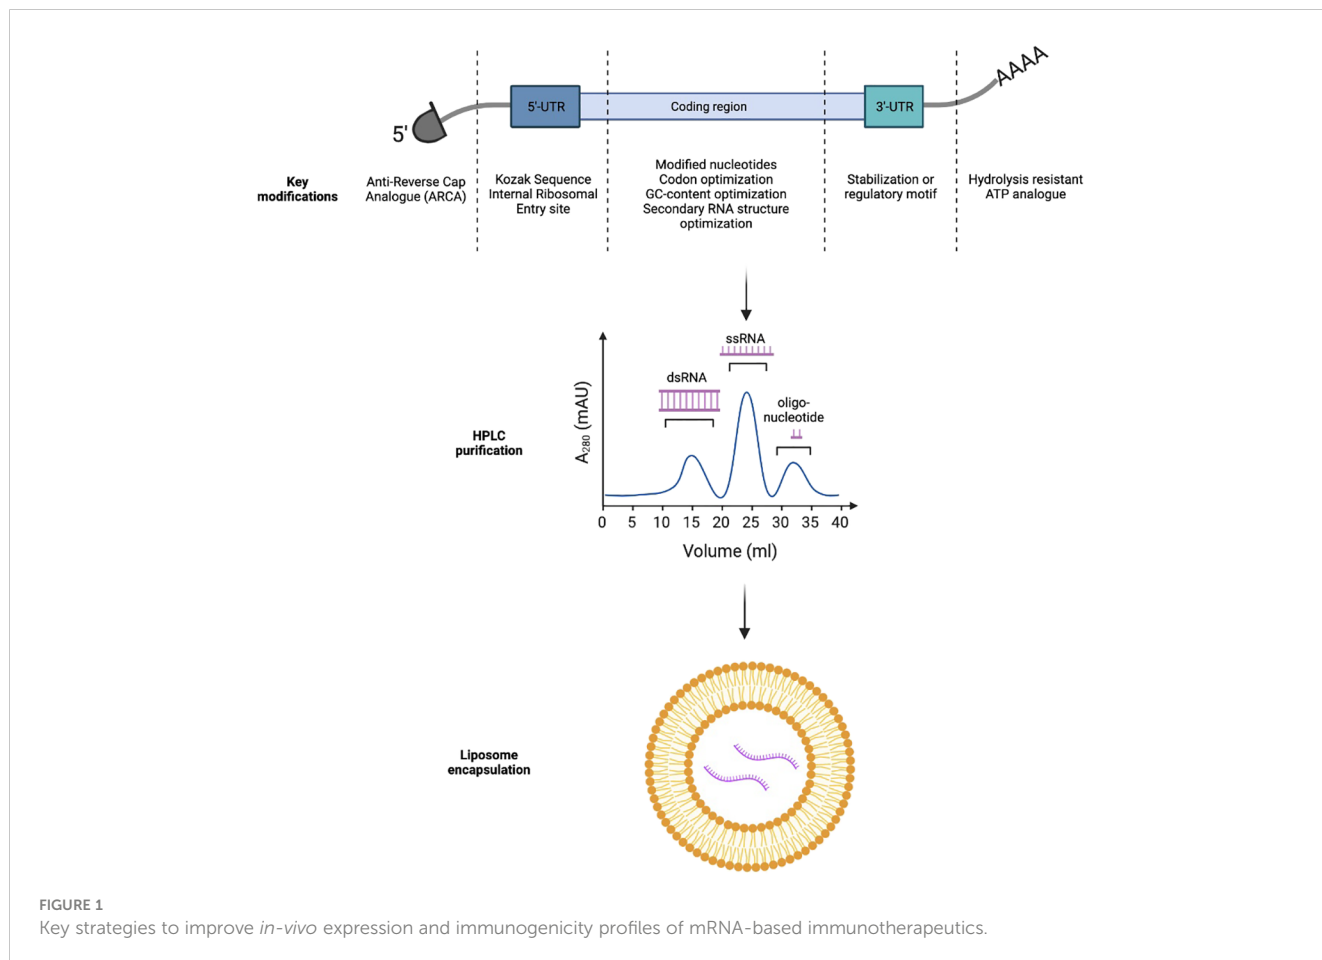 5'
5'-UTR
Coding region
3'-UTR
AAAA
Key
modifications
Anti-Reverse Cap
Analogue (ARCA)
Kozak Sequence
Internal Ribosomal
Entry site
Modified nucleotides
Codon optimization
GC-content optimization
Secondary RNA structure
optimization
Stabilization or
regulatory motif
Hydrolysis resistant
ATP analogue
HPLC
purification
A280 (mAU)
dsRNA
ssRNA
oligo-
nucleotide
0 5 10 15 20 25 30 35 40
Volume (ml)
Liposome
encapsulation
FIGURE 1
Key strategies to improve in-vivo expression and immunogenicity profiles of mRNA-based immunotherapeutics.